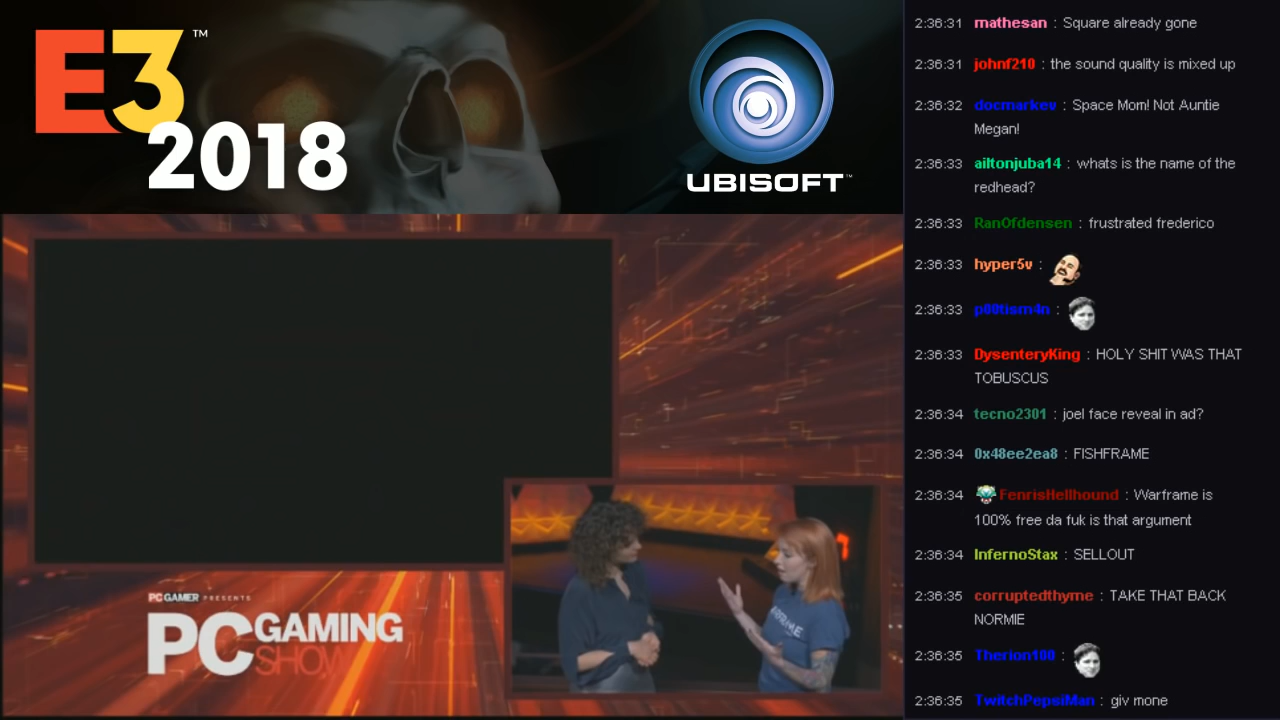 E3™
2018
UBISOFT™
PC GAMER PRESENTS
PC GAMING
SHOW
2:36:31 mathesan : Square already gone
2:36:31 johnf210 : the sound quality is mixed up
2:36:32 docmarkev : Space Mom! Not Auntie
Megan!
2:36:33 ailtonjuba14 : whats is the name of the
redhead?
2:36:33 RanOfdensen : frustrated frederico
2:36:33 hyper5v :
2:36:33 p00tism4n :
2:36:33 DysenteryKing : HOLY SHIT WAS THAT
TOBUSCUS
2:36:34 tecno2301 : joel face reveal in ad?
2:36:34 0x48ee2ea8 : FISHFRAME
2:36:34 FenrisHellhound : Warframe is
100% free da fuk is that argument
2:36:34 InfernoStax : SELLOUT
2:36:35 corruptedthyme : TAKE THAT BACK
NORMIE
2:36:35 Therion100 :
2:36:35 TwitchPepsiMan : giv mone